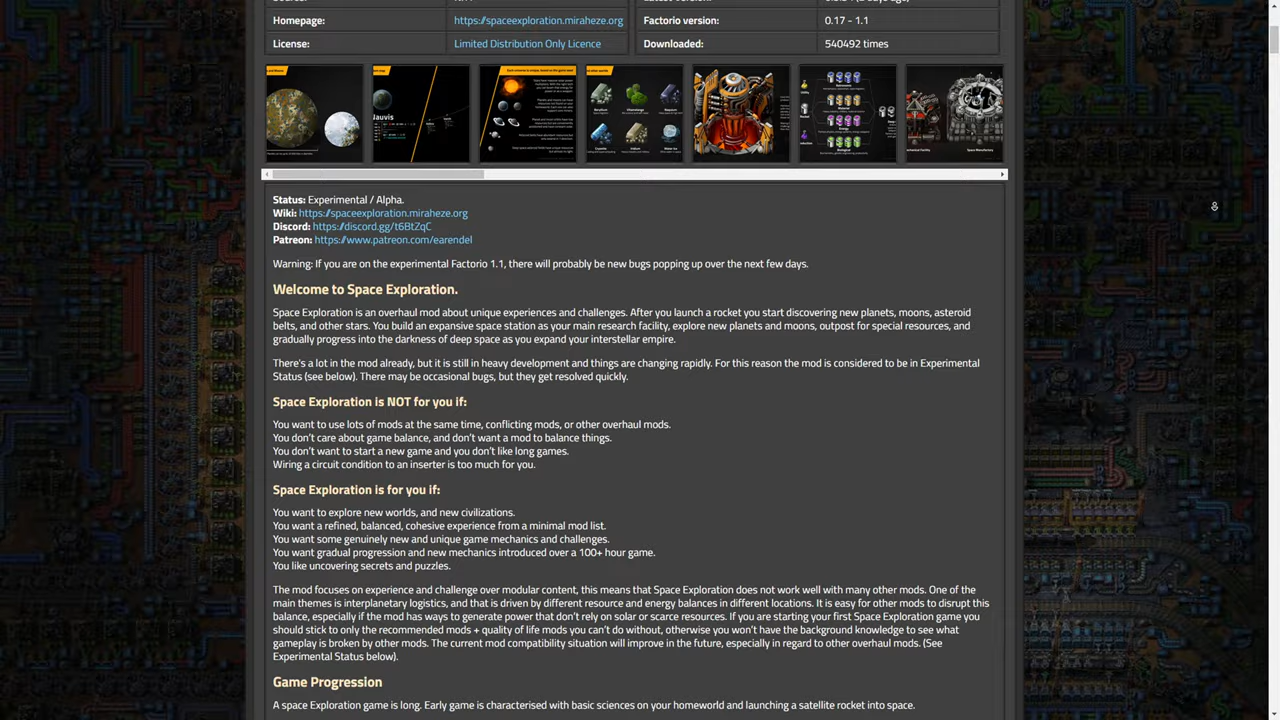 Homepage: https://spaceexploration.miraheze.org Factorio version: 0.17 - 1.1
License: Limited Distribution Only Licence Downloaded: 540492 times
Nauvis
Space Manufactory
Status: Experimental / Alpha.
Wiki: https://spaceexploration.miraheze.org
Discord: https://discord.gg/t6BtZqC
Patreon: https://www.patreon.com/earendel
Warning: If you are on the experimental Factorio 1.1, there will probably be new bugs popping up over the next few days.
Welcome to Space Exploration.
Space Exploration is an overhaul mod about unique experiences and challenges. After you launch a rocket you start discovering new planets, moons, asteroid
belts, and other stars. You build an expansive space station as your main research facility, explore new planets and moons, outpost for special resources, and
gradually progress into the darkness of deep space as you expand your interstellar empire.
There's a lot in the mod already, but it is still in heavy development and things are changing rapidly. For this reason the mod is considered to be in Experimental
Status (see below). There may be occasional bugs, but they get resolved quickly.
Space Exploration is NOT for you if:
You want to use lots of mods at the same time, conflicting mods, or other overhaul mods.
You don't care about game balance, and don't want a mod to balance things.
You don't want to start a new game and you don't like long games.
Wiring a circuit condition to an inserter is too much for you.
Space Exploration is for you if:
You want to explore new worlds, and new civilizations.
You want a refined, balanced, cohesive experience from a minimal mod list.
You want some genuinely new and unique game mechanics and challenges.
You want gradual progression and new mechanics introduced over a 100+ hour game.
You like uncovering secrets and puzzles.
The mod focuses on experience and challenge over modular content, this means that Space Exploration does not work well with many other mods. One of the
main themes is interplanetary logistics, and that is driven by different resource and energy balances in different locations. It is easy for other mods to disrupt this
balance, especially if the mod has ways to generate power that don't rely on solar or scarce resources. If you are starting your first Space Exploration game you
should stick to only the recommended mods + quality of life mods you can't do without, otherwise you won't have the background knowledge to see what
gameplay is broken by other mods. The current mod compatibility situation will improve in the future, especially in regard to other overhaul mods. (See
Experimental Status below).
Game Progression
A space Exploration game is long. Early game is characterised with basic sciences on your homeworld and launching a satellite rocket into space.